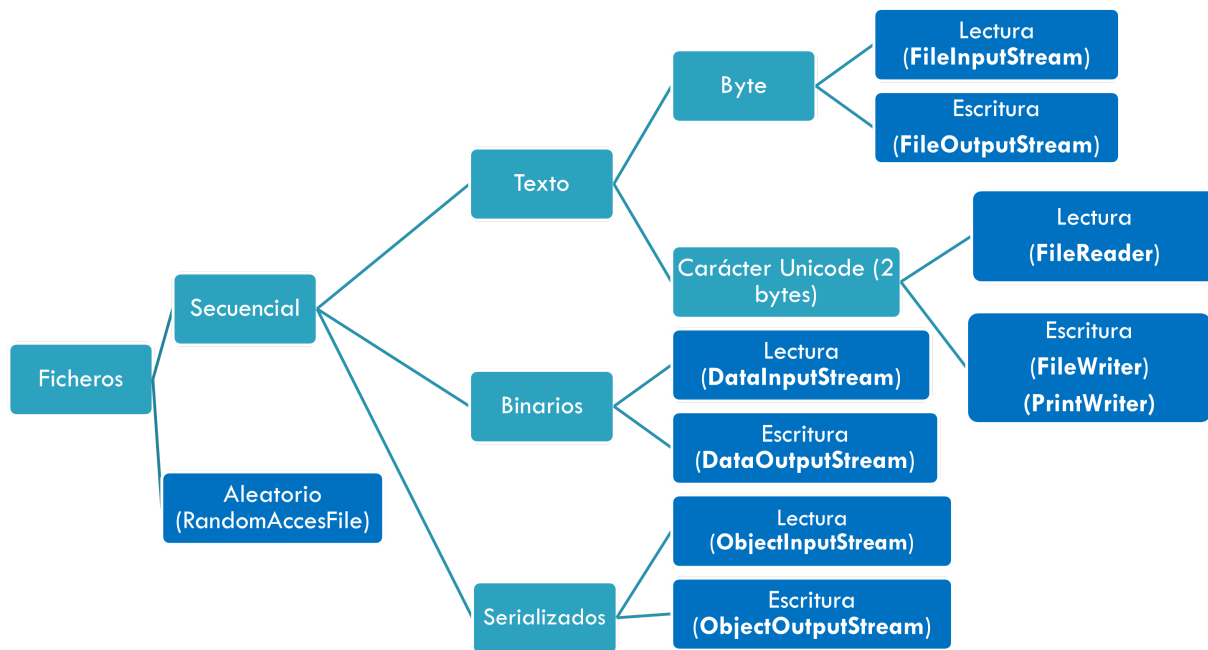 Ficheros
Secuencial
Aleatorio
(RandomAccesFile)
Texto
Binarios
Serializados
Byte
Carácter Unicode (2
bytes)
Lectura
(FileInputStream)
Escritura
(FileOutputStream)
Lectura
(FileReader)
Escritura
(FileWriter)
(PrintWriter)
Lectura
(DataInputStream)
Escritura
(DataOutputStream)
Lectura
(ObjectInputStream)
Escritura
(ObjectOutputStream)